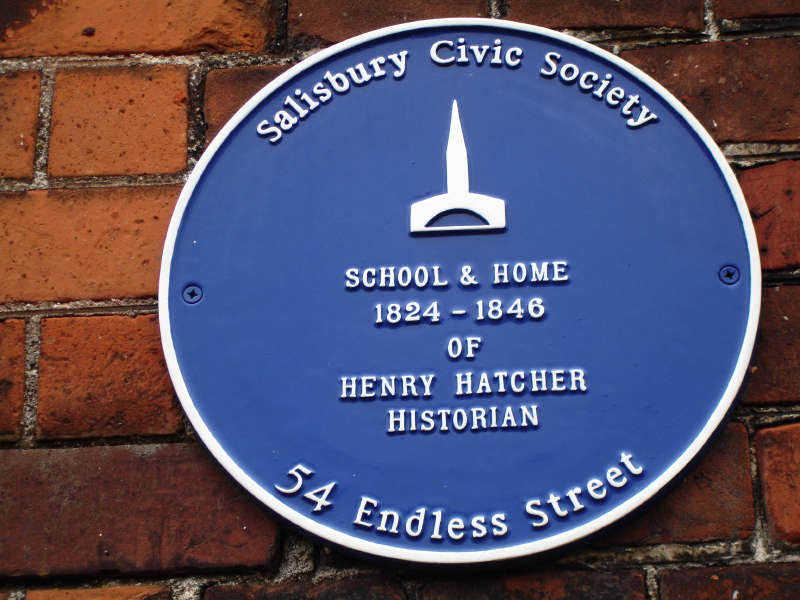 Salisbury Civic Society
SCHOOL & HOME
1824 - 1846
OF
HENRY HATCHER
HISTORIAN
54 Endless Street